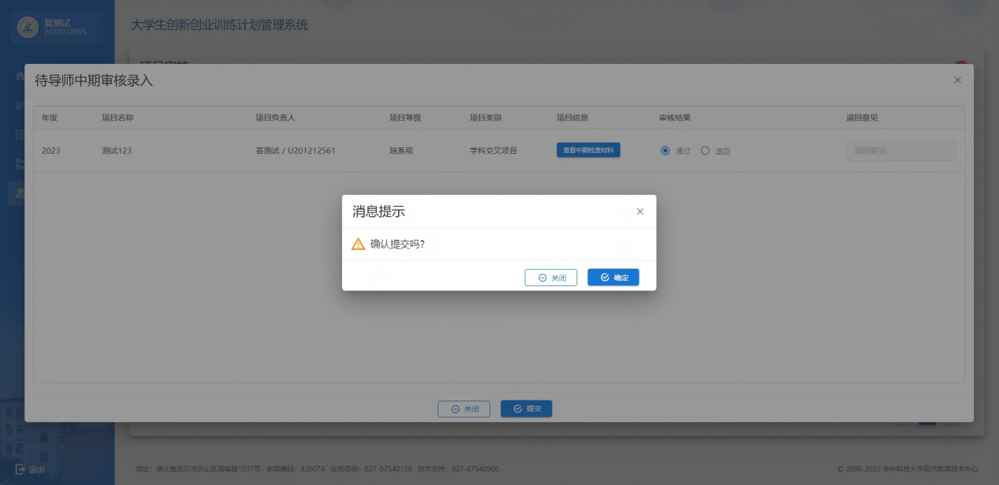 夏测试
2010210095
大学生创新创业训练计划管理系统
待导师中期审核录入
年度 项目名称 项目负责人 项目等级 项目类别 项目信息 审核结果 退回意见
2023 测试123 答测试 / U201212561 院系级 学科交叉项目 查看中期检查材料 通过 退回 退回意见
消息提示
确认提交吗?
关闭 确定
关闭 提交
退出
地址：湖北省武汉市洪山区珞喻路1037号 邮政编码：430074 业务咨询：027-87540139 技术支持：027-87540900
© 2006-2022 华中科技大学现代教育技术中心